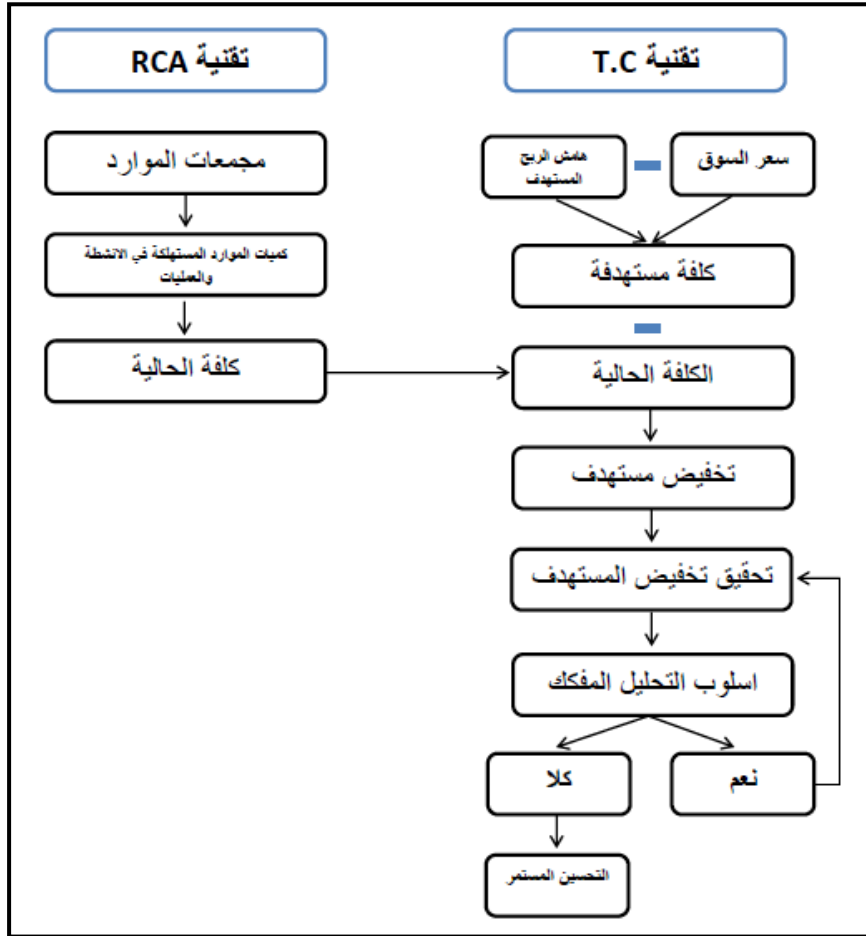 تقنية T.C
تقنية RCA
سعر السوق
هامش الربح
المستهدف
كلفة مستهدفة
مجمعات الموارد
كميات الموارد المستهلكة في الانشطة
والعمليات
كلفة الحالية
الكلفة الحالية
تخفيض مستهدف
تحقيق تخفيض المستهدف
اسلوب التحليل المفكك
نعم
كلا
التحسين المستمر